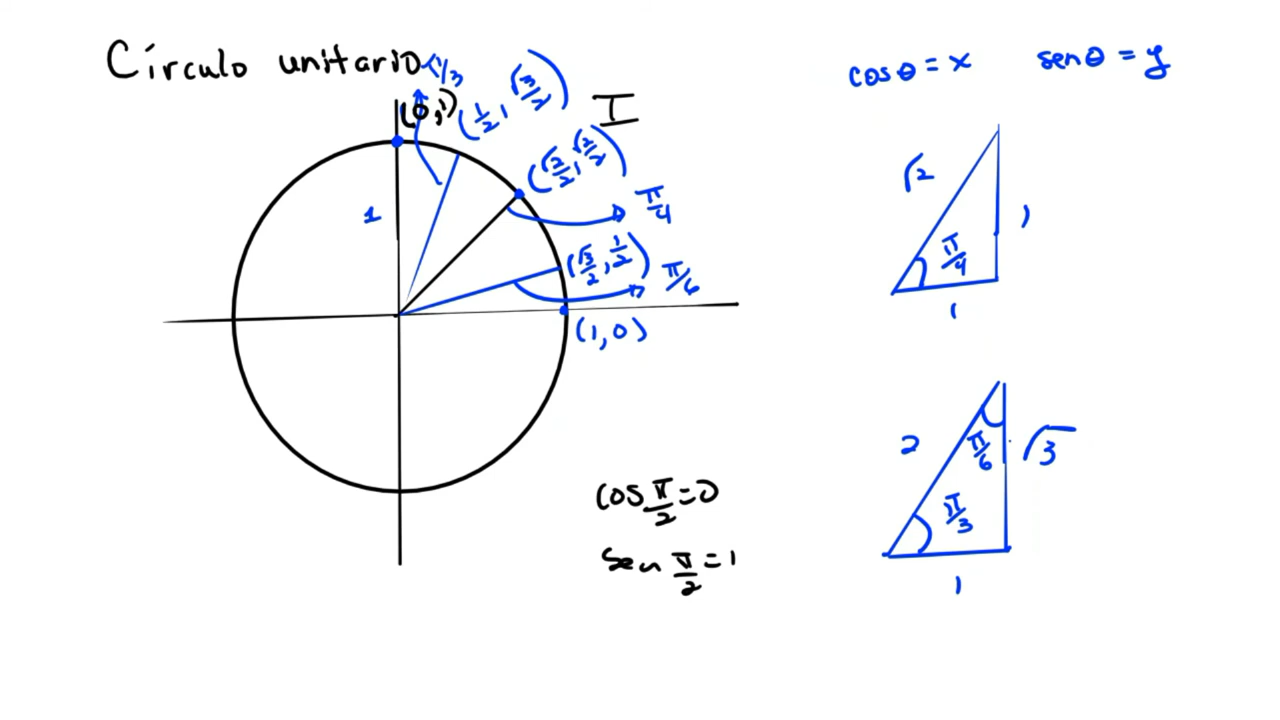 Círculo unitario
π/3
(0,1)
(1/2, √3/2)
I
(√2/2, √2/2)
π/4
1
(√3/2, 1/2)
π/6
(1,0)
cos π/2 = 0
sen π/2 = 1
cos θ = x
sen θ = y
√2
1
π/4
1
2
π/6
√3
π/3
1